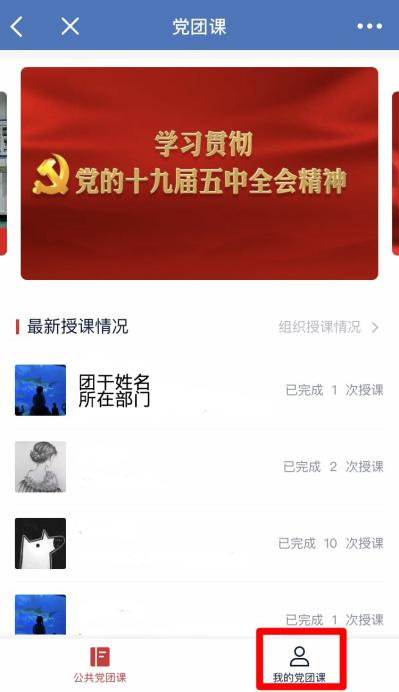 党团课
学习贯彻
党的十九届五中全会精神
最新授课情况
组织授课情况
团干姓名
所在部门
已完成 1 次授课
已完成 2 次授课
已完成 10 次授课
已完成 1 次授课
公共党团课
我的党团课